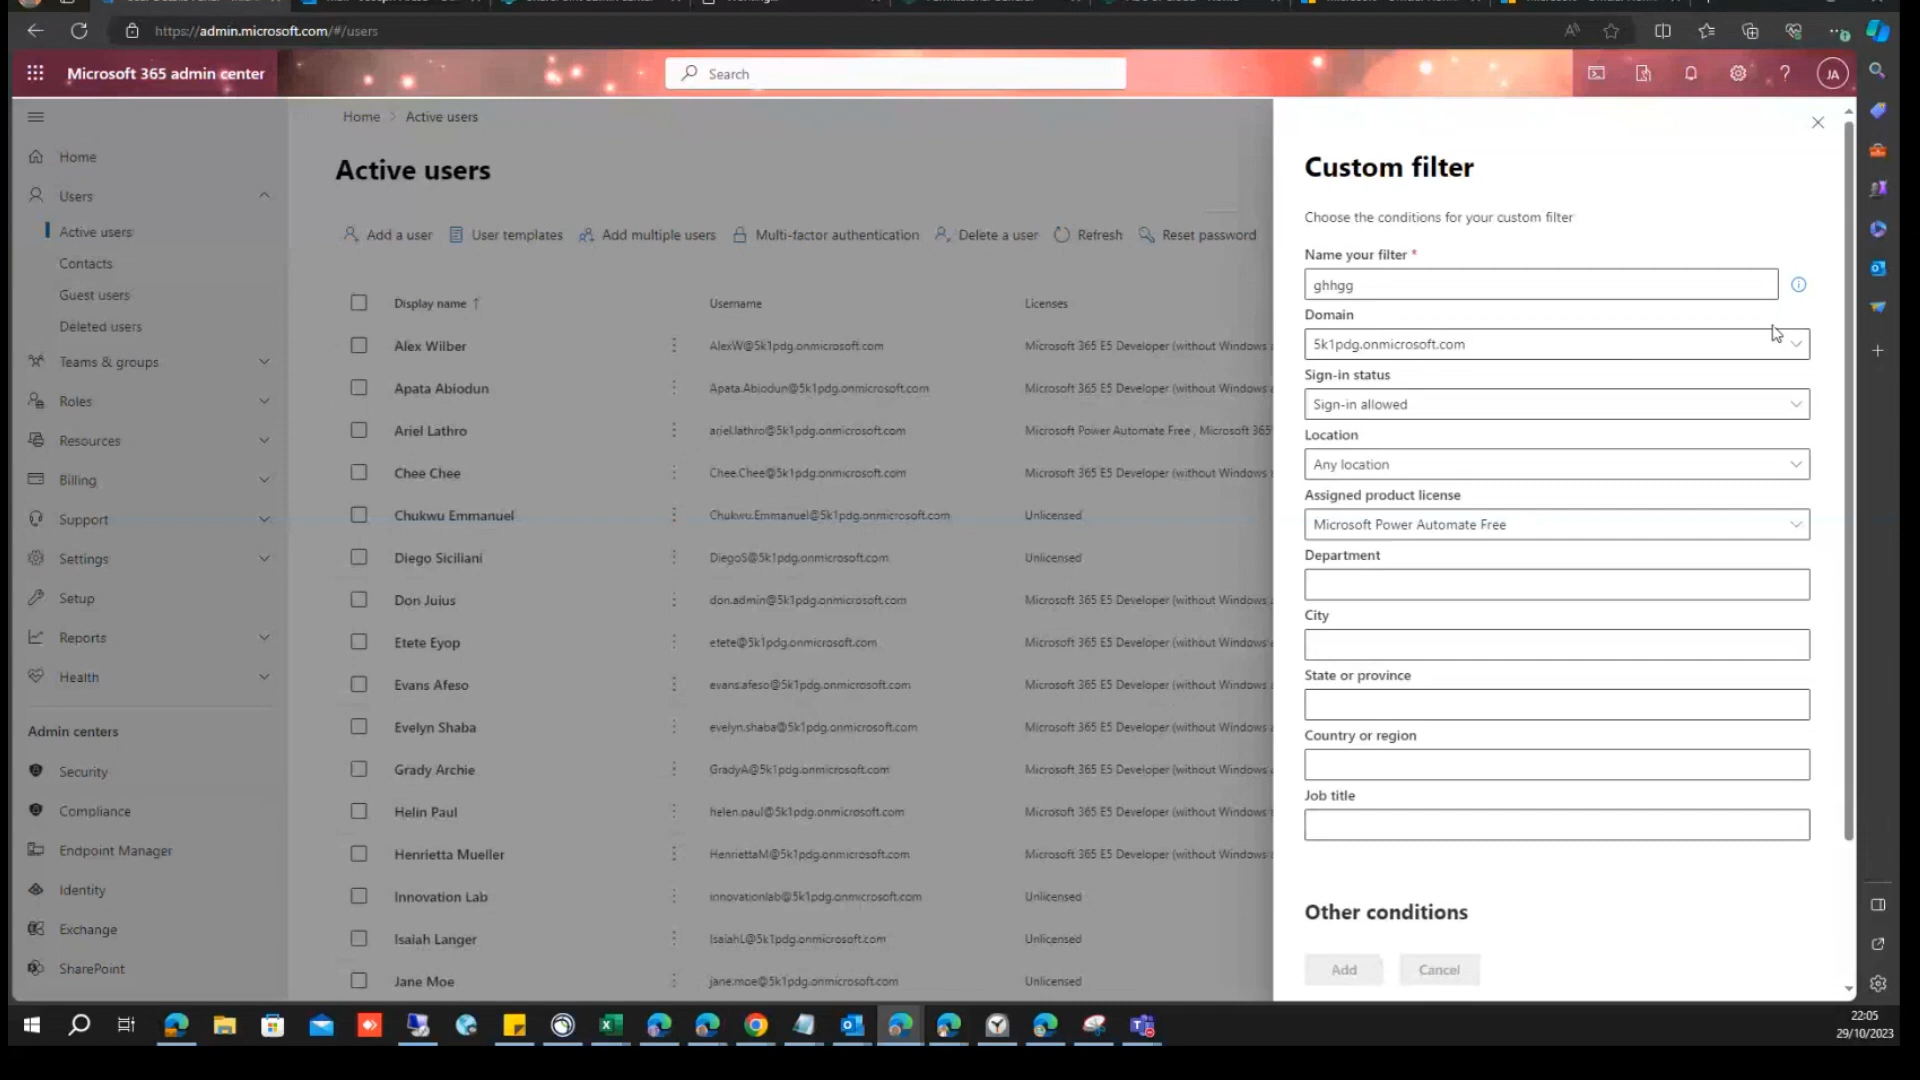 https://admin.microsoft.com/#/users
Microsoft 365 admin center
Search
JA
Home
Users
Active users
Contacts
Guest users
Deleted users
Teams & groups
Roles
Resources
Billing
Support
Settings
Setup
Reports
Health
Admin centers
Security
Compliance
Endpoint Manager
Identity
Exchange
SharePoint
Home > Active users
Active users
Add a user
User templates
Add multiple users
Multi-factor authentication
Delete a user
Refresh
Reset password
Display name ↑ Username Licenses
Alex Wilber AlexW@5k1pdg.onmicrosoft.com Microsoft 365 E5 Developer (without Windows
Apata Abiodun Apata.Abiodun@5k1pdg.onmicrosoft.com Microsoft 365 E5 Developer (without Windows
Ariel Lathro ariel.lathro@5k1pdg.onmicrosoft.com Microsoft Power Automate Free , Microsoft 365
Chee Chee Chee.Chee@5k1pdg.onmicrosoft.com Microsoft 365 E5 Developer (without Windows
Chukwu Emmanuel Chukwu.Emmanuel@5k1pdg.onmicrosoft.com Unlicensed
Diego Siciliani DiegoS@5k1pdg.onmicrosoft.com Unlicensed
Don Juius don.admin@5k1pdg.onmicrosoft.com Microsoft 365 E5 Developer (without Windows
Etete Eyop etete@5k1pdg.onmicrosoft.com Microsoft 365 E5 Developer (without Windows
Evans Afeso evans.afeso@5k1pdg.onmicrosoft.com Microsoft 365 E5 Developer (without Windows
Evelyn Shaba evelyn.shaba@5k1pdg.onmicrosoft.com Microsoft 365 E5 Developer (without Windows
Grady Archie GradyA@5k1pdg.onmicrosoft.com Microsoft 365 E5 Developer (without Windows
Helin Paul helen.paul@5k1pdg.onmicrosoft.com Microsoft 365 E5 Developer (without Windows
Henrietta Mueller HenriettaM@5k1pdg.onmicrosoft.com Microsoft 365 E5 Developer (without Windows
Innovation Lab innovationlab@5k1pdg.onmicrosoft.com Unlicensed
Isaiah Langer IsaiahL@5k1pdg.onmicrosoft.com Unlicensed
Jane Moe jane.moe@5k1pdg.onmicrosoft.com Unlicensed
Custom filter
Choose the conditions for your custom filter
Name your filter *
ghhgg
Domain
5k1pdg.onmicrosoft.com
Sign-in status
Sign-in allowed
Location
Any location
Assigned product license
Microsoft Power Automate Free
Department
City
State or province
Country or region
Job title
Other conditions
Add
Cancel
22:05
29/10/2023